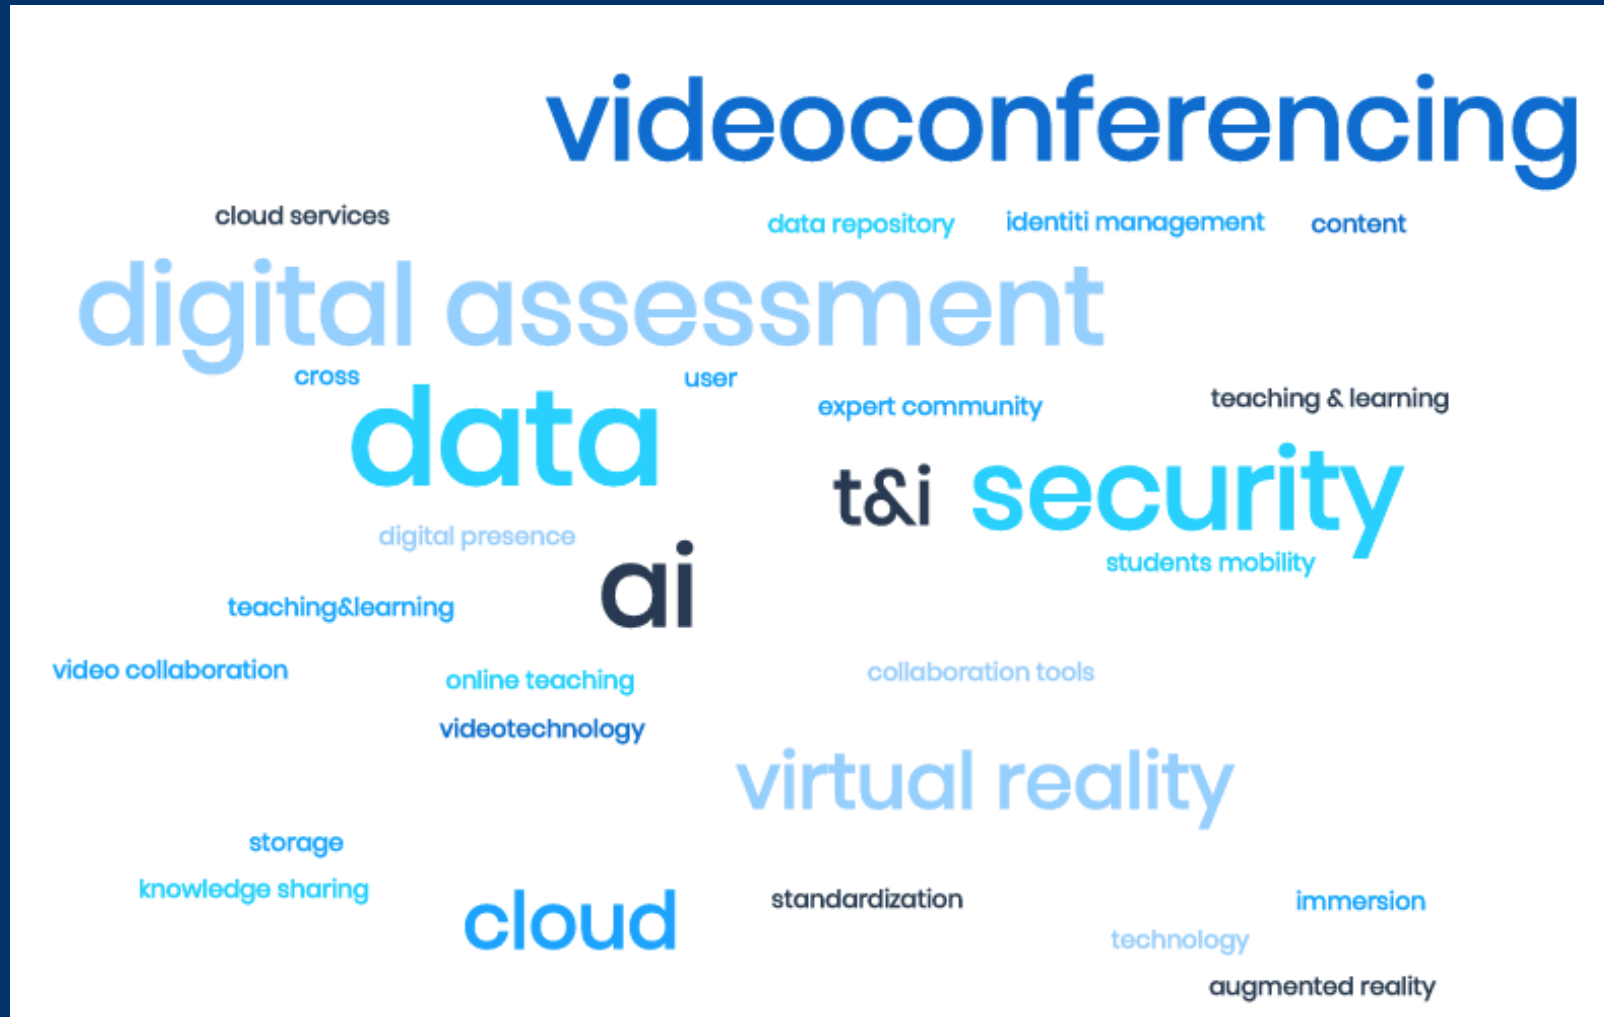 videoconferencing
cloud services
data repository
identiti management
content
digital assessment
cross
user
data
expert community
teaching & learning
t&i
security
digital presence
ai
students mobility
teaching&learning
video collaboration
online teaching
collaboration tools
videotechnology
virtual reality
storage
knowledge sharing
cloud
standardization
immersion
technology
augmented reality